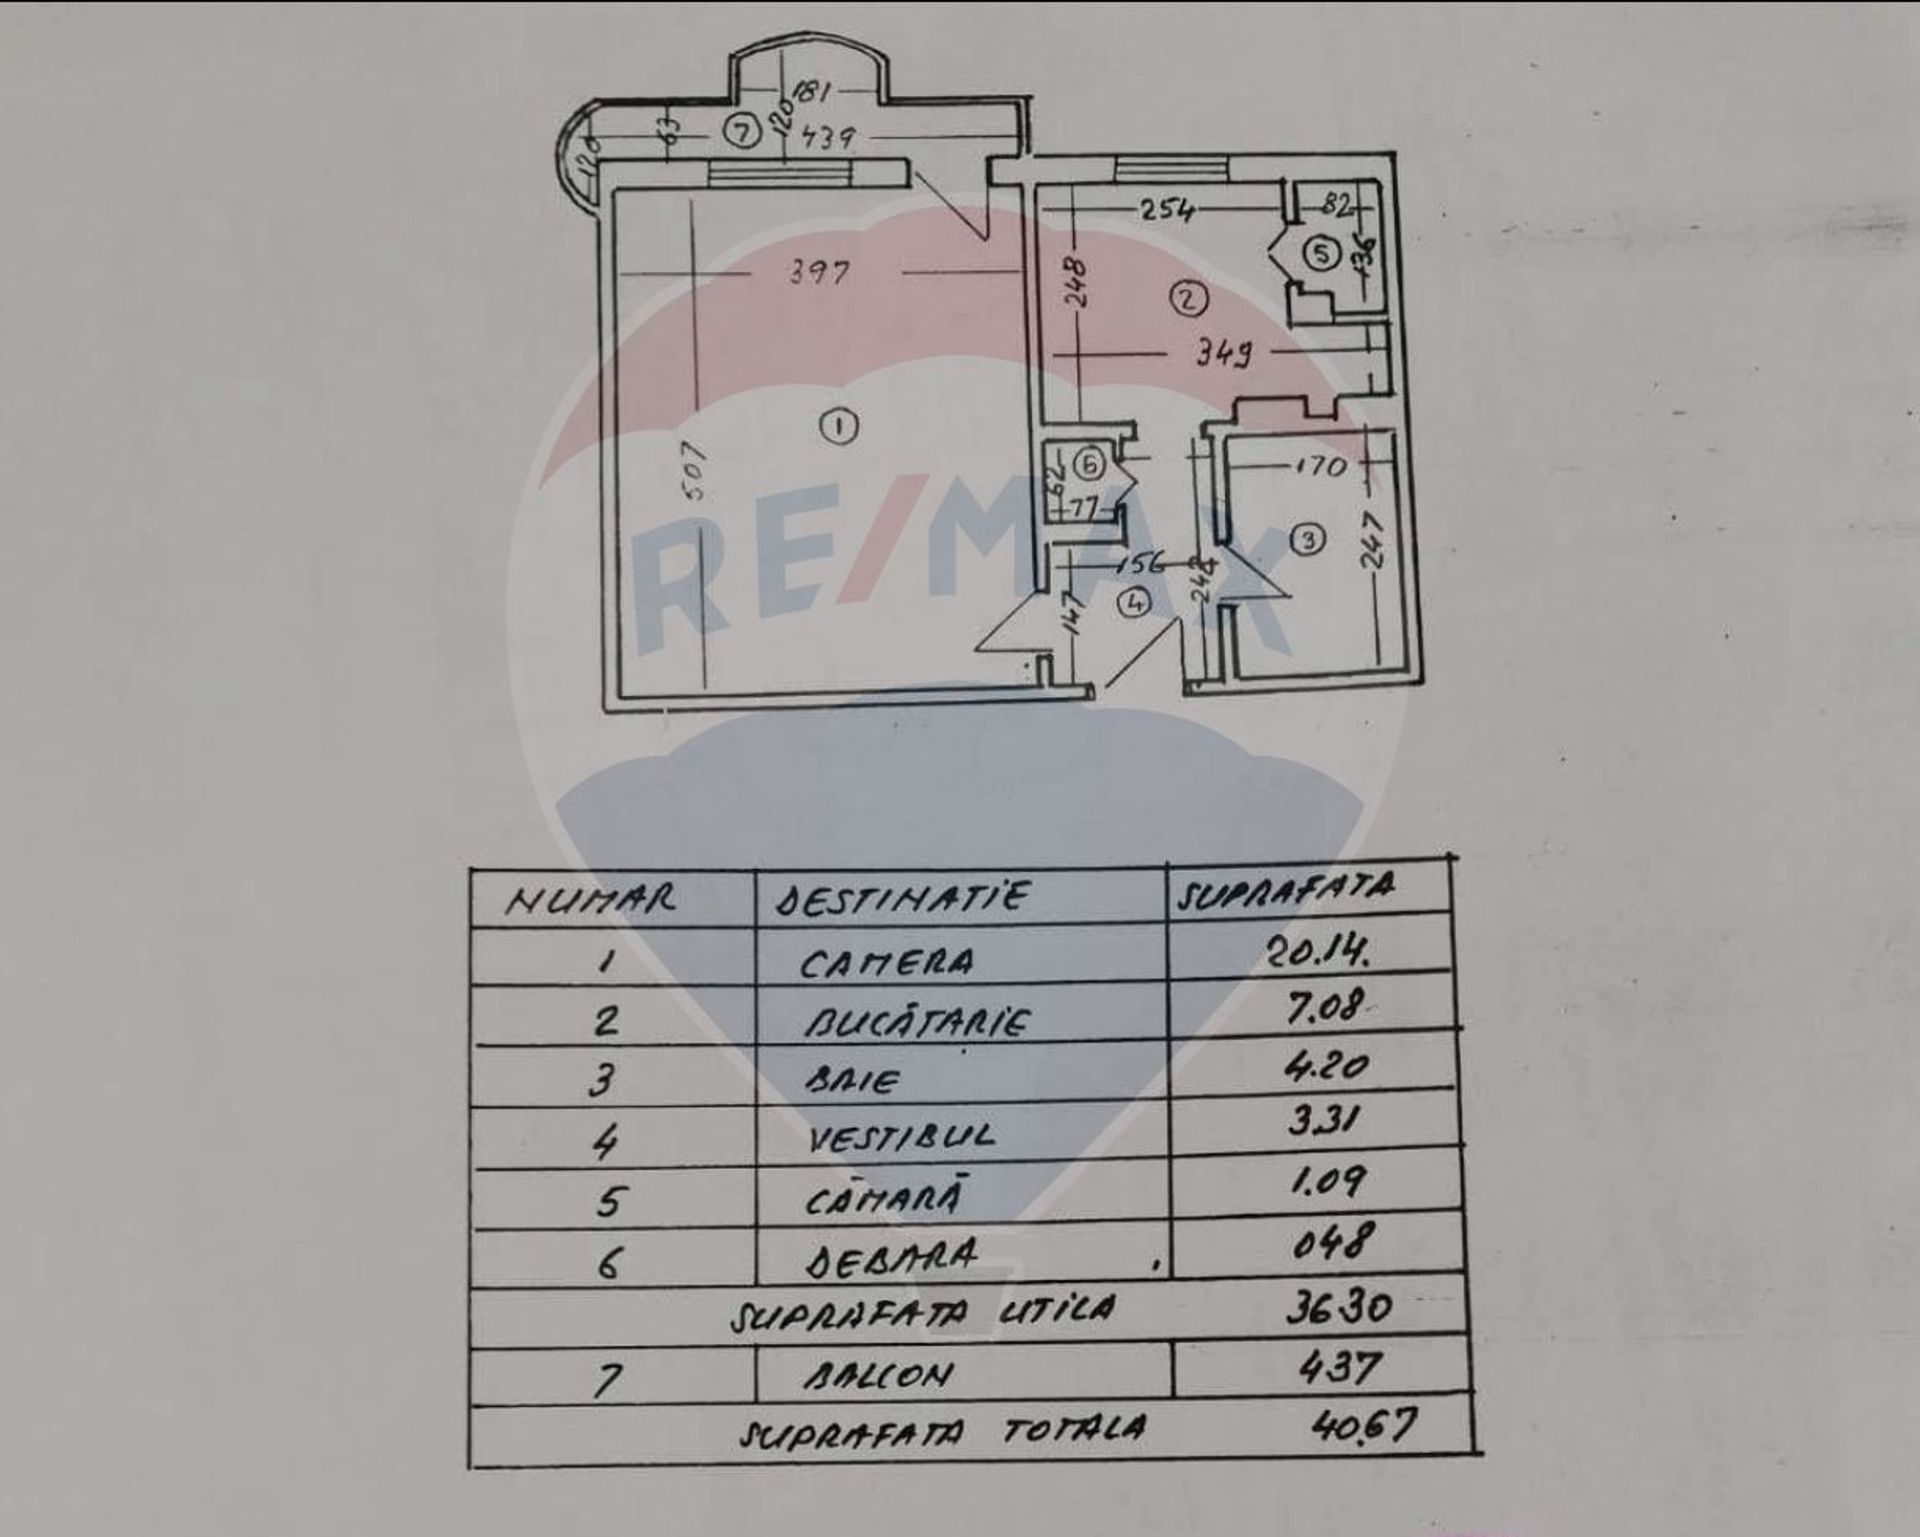 181
120
63
7
439
120
254
82
5
136
397
248
2
349
1
507
6
62
77
170
3
247
156
147
4
248
RE/MAX
NUMAR DESTINATIE SUPRAFATA
1 CAMERA 20.14.
2 BUCĂTARIE 7.08
3 BAIE 4.20
4 VESTIBUL 3.31
5 CĂMARĂ 1.09
6 DEBARA 048
SUPRAFATA UTILA 36.30
7 BALCON 437
SUPRAFATA TOTALA 40.67